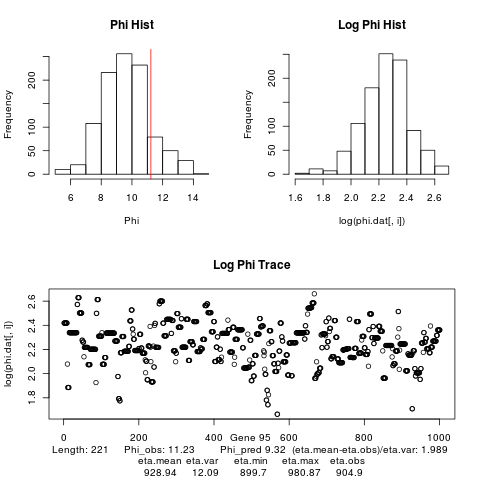 Phi Hist
Log Phi Hist
Frequency
0 50 100 200
6 8 10 12 14
Phi
Frequency
0 50 100 200
1.6 1.8 2.0 2.2 2.4 2.6
log(phi.dat[, i])
Log Phi Trace
log(phi.dat[, i])
1.8 2.0 2.2 2.4 2.6
0 200 400 600 800 1000
Gene 95
Length: 221 Phi_obs: 11.23 Phi_pred 9.32 (eta.mean-eta.obs)/eta.var: 1.989
eta.mean eta.var eta.min eta.max eta.obs
928.94 12.09 899.7 980.87 904.9